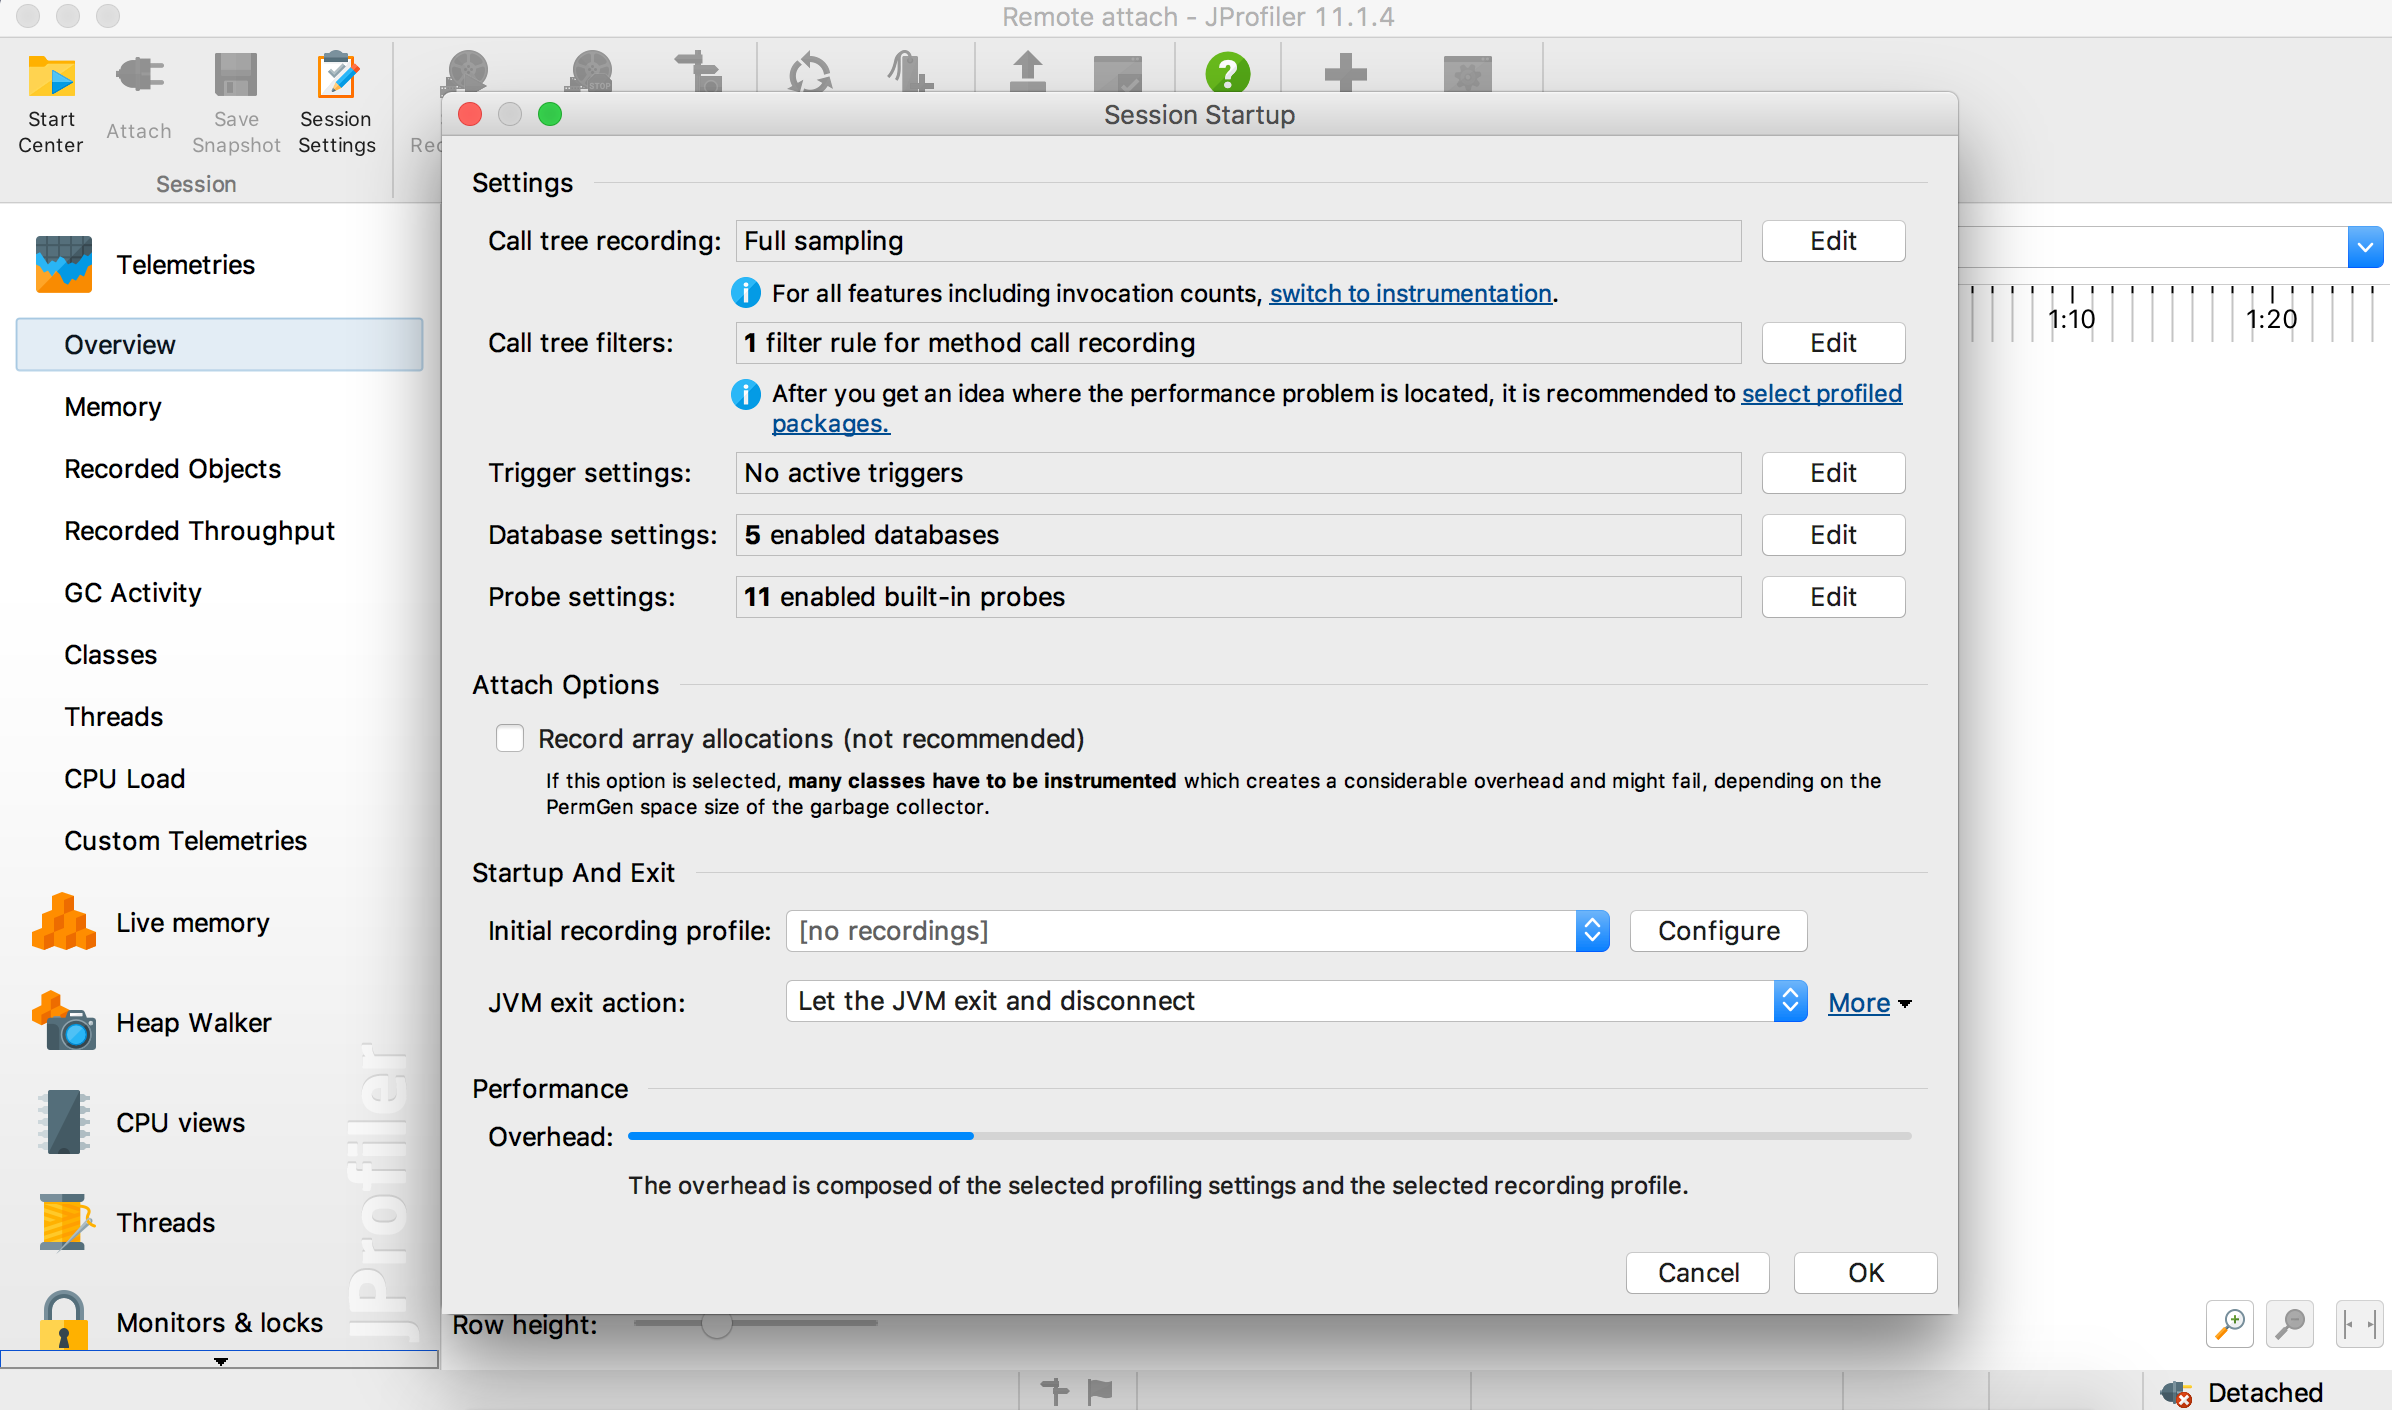 Remote attach - JProfiler 11.1.4
Start Center
Attach
Save Snapshot
Session Settings
Session
Session Startup
Telemetries
Overview
Memory
Recorded Objects
Recorded Throughput
GC Activity
Classes
Threads
CPU Load
Custom Telemetries
Live memory
Heap Walker
CPU views
Threads
Monitors & locks
JProfiler
Settings
Call tree recording: Full sampling Edit
For all features including invocation counts, switch to instrumentation.
Call tree filters: 1 filter rule for method call recording Edit
After you get an idea where the performance problem is located, it is recommended to select profiled
packages.
Trigger settings: No active triggers Edit
Database settings: 5 enabled databases Edit
Probe settings: 11 enabled built-in probes Edit
Attach Options
Record array allocations (not recommended)
If this option is selected, many classes have to be instrumented which creates a considerable overhead and might fail, depending on the
PermGen space size of the garbage collector.
Startup And Exit
Initial recording profile: [no recordings] Configure
JVM exit action: Let the JVM exit and disconnect More
Performance
Overhead:
The overhead is composed of the selected profiling settings and the selected recording profile.
Cancel OK
1:10 1:20
Row height:
Detached